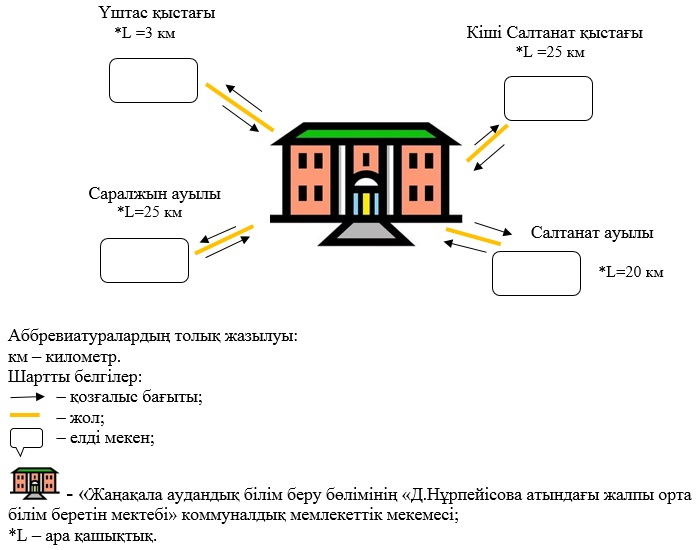 Үштас қыстағы
*L =3 км
Кіші Салтанат қыстағы
*L =25 км
Саралжын ауылы
*L=25 км
Салтанат ауылы
*L=20 км
Аббревиатуралардың толық жазылуы:
км – километр.
Шартты белгілер:
– қозғалыс бағыты;
– жол;
– елді мекен;
- «Жаңақала аудандық білім беру бөлімінің «Д.Нұрпейісова атындағы жалпы орта
білім беретін мектебі» коммуналдық мемлекеттік мекемесі;
*L – ара қашықтық.